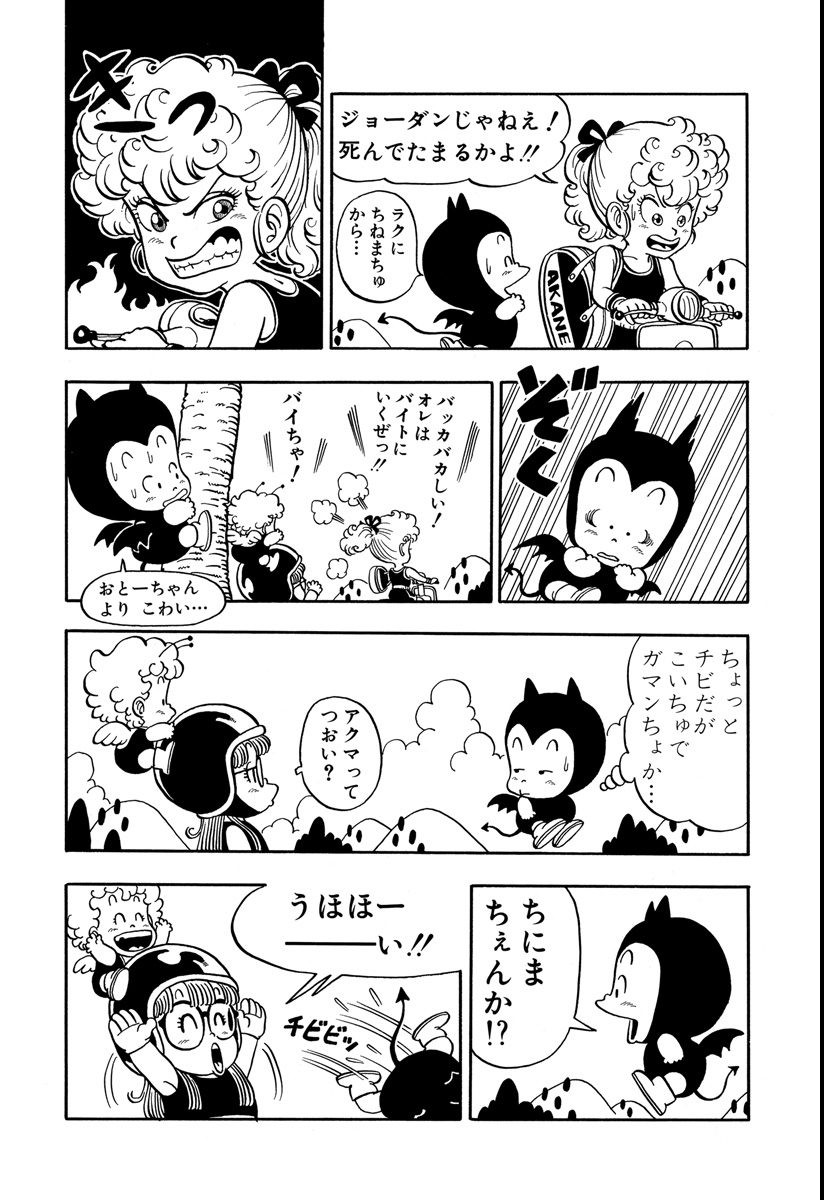 ジョーダンじゃねえ!
死んでたまるかよ!!
AKANE
ラクに
ちねまちゅ
から…
キーッ
ぞくっ
バッカバカしい!
オレは
バイトに
いくぜっ!!
バイちゃ!
おとーちゃん
より こわい…
ちょっと
チビだが
こいちゅで
ガマンちょか…
アクマって
つおい?
ちにま
ちぇんか!?
うほほー
―い!!
チビビッ